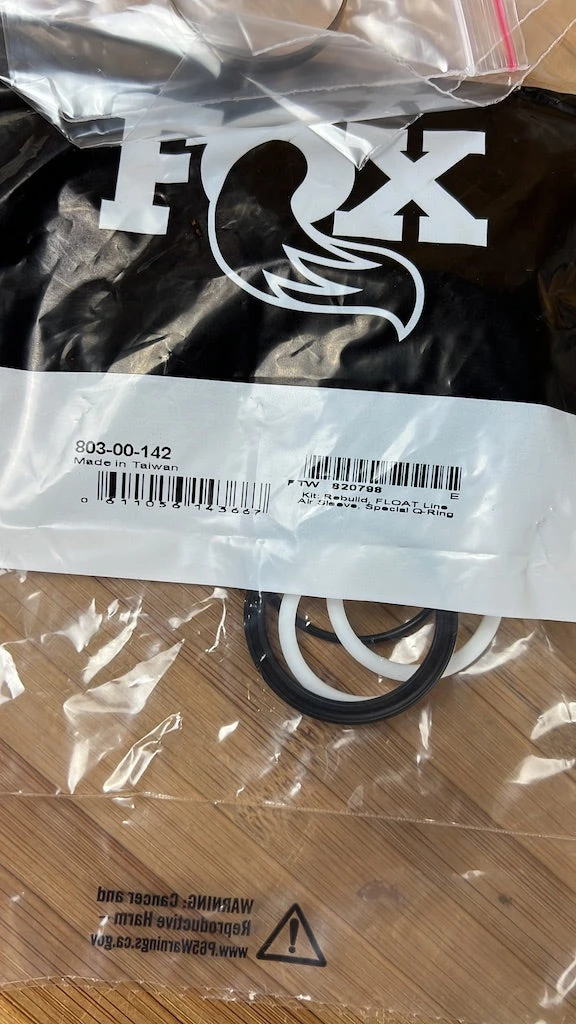 FOX
803-00-142
Made in Taiwan
0 611056 143667
FTW 820798
E
Kit: Rebuild, FLOAT Line
Air Sleeve, Special Q-Ring
WARNING: Cancer and
Reproductive Harm -
www.P65Warnings.ca.gov